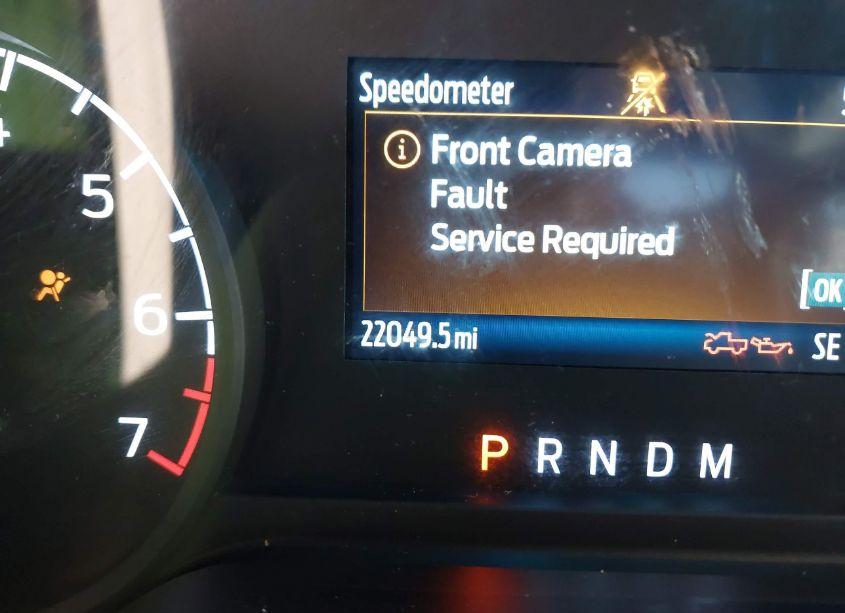 Speedometer
Front Camera
Fault
Service Required
[OK]
22049.5 mi
SE
5
6
7
P R N D M